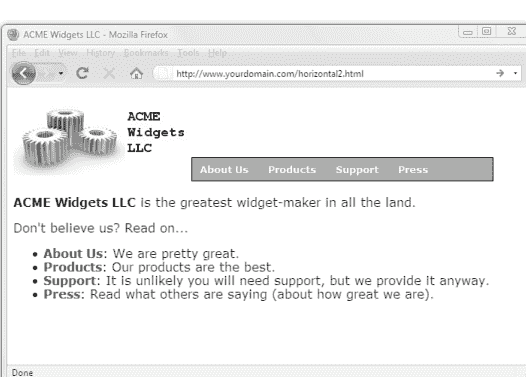 ACME Widgets LLC - Mozilla Firefox
File Edit View History Bookmarks Tools Help
http://www.yourdomain.com/horizontal2.html
ACME
Widgets
LLC
About Us Products Support Press
ACME Widgets LLC is the greatest widget-maker in all the land.
Don't believe us? Read on...
• About Us: We are pretty great.
• Products: Our products are the best.
• Support: It is unlikely you will need support, but we provide it anyway.
• Press: Read what others are saying (about how great we are).
Done